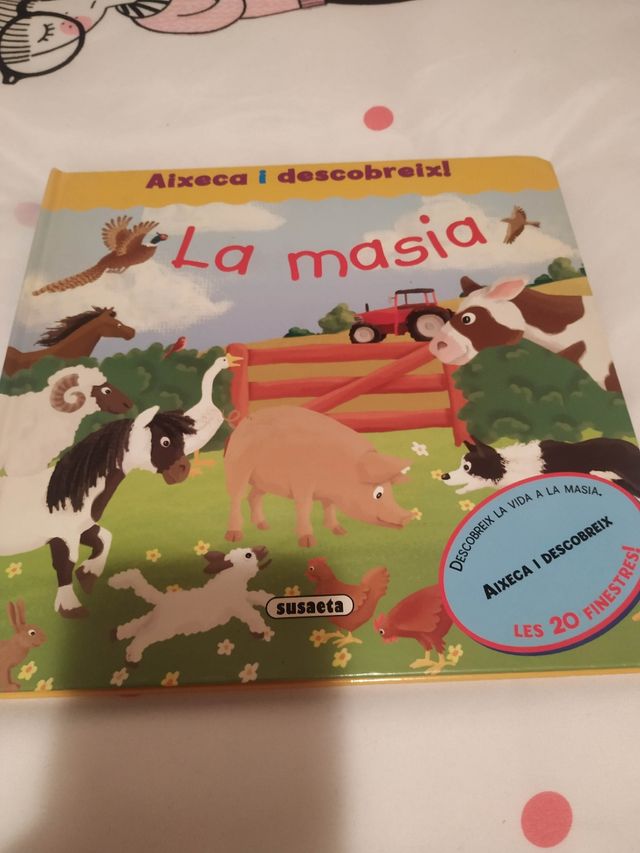 Aixeca i descobreix!
La masia
DESCOBREIX LA VIDA A LA MASIA.
AIXECA I DESCOBREIX
LES 20 FINESTRES!
susaeta